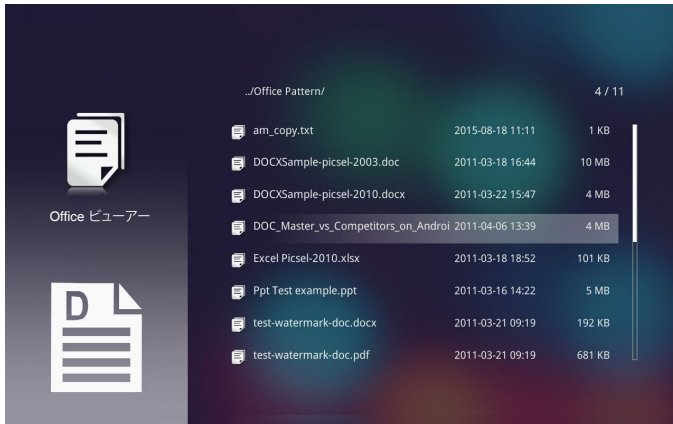 ../Office Pattern/ 4 / 11
am_copy.txt 2015-08-18 11:11 1 KB
DOCXSample-picsel-2003.doc 2011-03-18 16:44 10 MB
DOCXSample-picsel-2010.docx 2011-03-22 15:47 4 MB
Office ビューアー
DOC_Master_vs_Competitors_on_Androi 2011-04-06 13:39 4 MB
Excel Picsel-2010.xlsx 2011-03-18 18:52 101 KB
Ppt Test example.ppt 2011-03-16 14:22 5 MB
D
test-watermark-doc.docx 2011-03-21 09:19 192 KB
test-watermark-doc.pdf 2011-03-21 09:19 681 KB